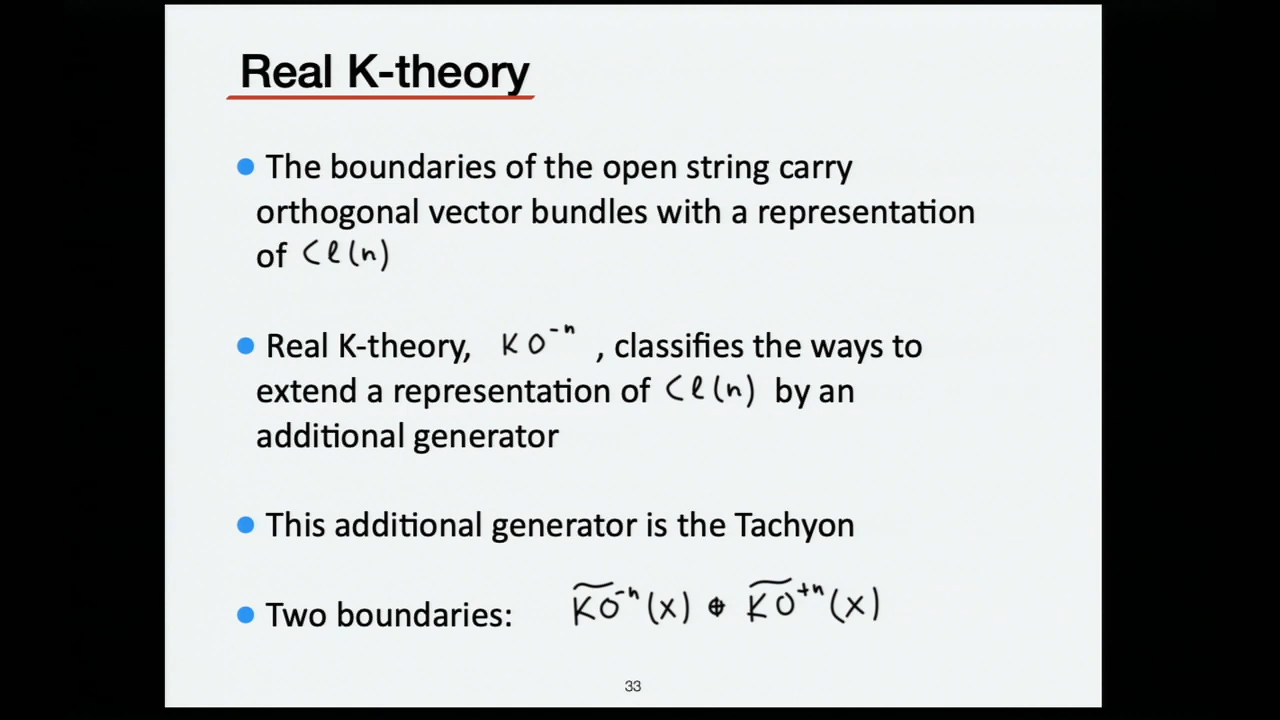 Real K-theory
• The boundaries of the open string carry
orthogonal vector bundles with a representation
of Cℓ(n)
• Real K-theory, KO⁻ⁿ , classifies the ways to
extend a representation of Cℓ(n) by an
additional generator
• This additional generator is the Tachyon
• Two boundaries: K̃O⁻ⁿ(X) ⊕ K̃O⁺ⁿ(X)
33